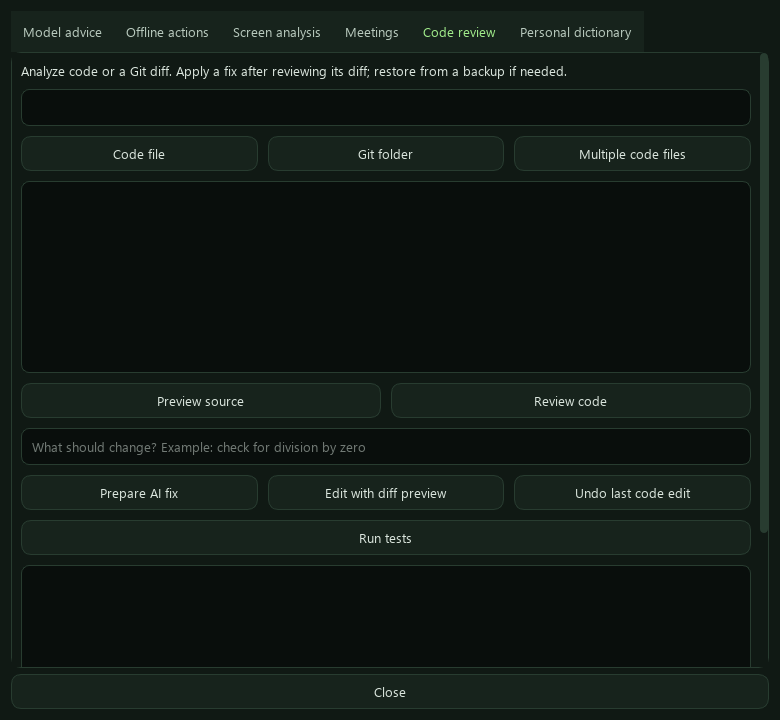 Model advice
Offline actions
Screen analysis
Meetings
Code review
Personal dictionary
Analyze code or a Git diff. Apply a fix after reviewing its diff; restore from a backup if needed.
Code file
Git folder
Multiple code files
Preview source
Review code
What should change? Example: check for division by zero
Prepare AI fix
Edit with diff preview
Undo last code edit
Run tests
Close